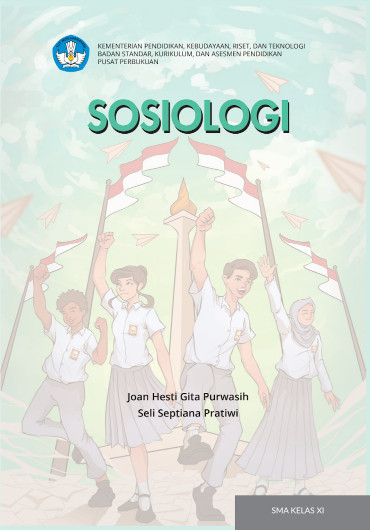 KEMENTERIAN PENDIDIKAN, KEBUDAYAAN, RISET, DAN TEKNOLOGI
BADAN STANDAR, KURIKULUM, DAN ASESMEN PENDIDIKAN
PUSAT PERBUKUAN
SOSIOLOGI
Joan Hesti Gita Purwasih
Seli Septiana Pratiwi
SMA KELAS XI